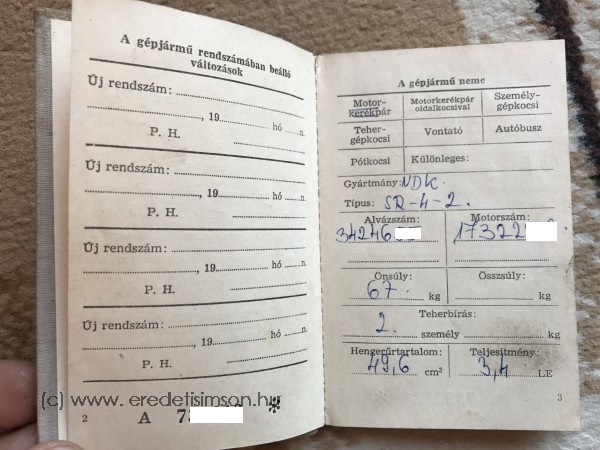 A gépjármű rendszámában beálló
változások
Új rendszám:
, 19 hó n.
P. H.
Új rendszám:
, 19 hó n.
P. H.
Új rendszám:
, 19 hó n.
P. H.
Új rendszám:
, 19 hó n.
P. H.
2 A 7
A gépjármű neme
Motor-
kerékpár
Motorkerékpár
oldalkocsival
Személy-
gépkocsi
Teher-
gépkocsi
Vontató
Autóbusz
Pótkocsi
Különleges:
Gyártmány: NDK.
Típus: SR-4-2.
Alvázszám: Motorszám:
34246 17322
Önsúly: Összsúly:
67. kg kg
Teherbírás:
2. személy kg
Hengerűrtartalom: Teljesítmény:
49,6 cm³ 3,4 LE
3
(c) www.eredetisimson.hu